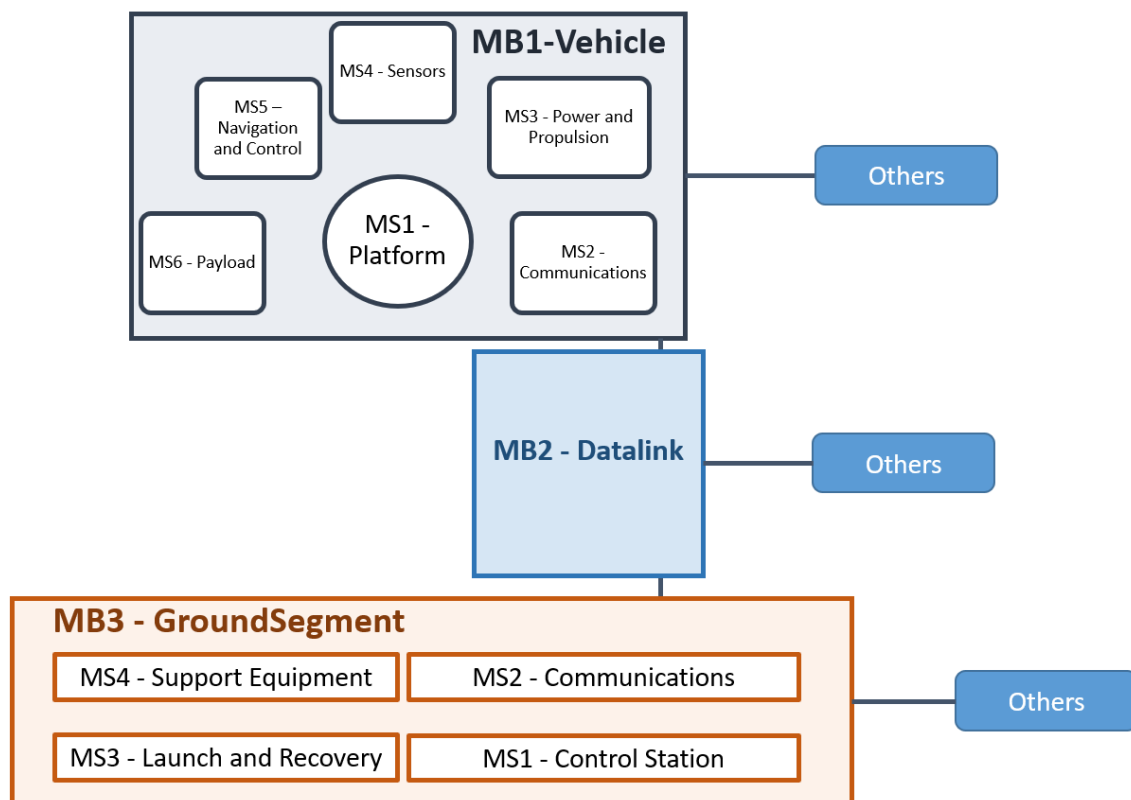 MB1-Vehicle
MS4 - Sensors
MS5 –
Navigation
and Control
MS3 - Power and
Propulsion
Others
MS1 -
Platform
MS6 - Payload
MS2 -
Communications
MB2 - Datalink
Others
MB3 - GroundSegment
MS4 - Support Equipment
MS2 - Communications
Others
MS3 - Launch and Recovery
MS1 - Control Station